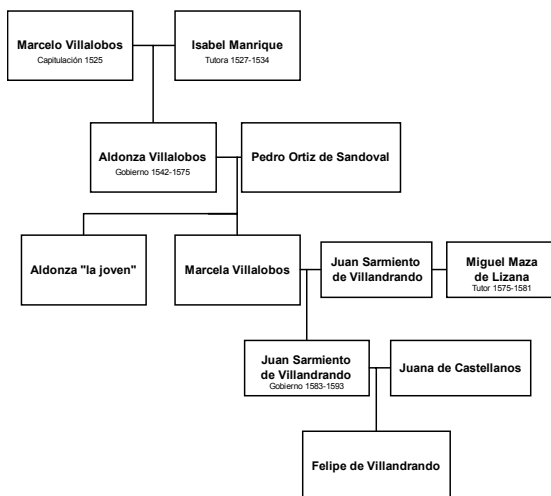 Marcelo Villalobos
Capitulación 1525
Isabel Manrique
Tutora 1527-1534
Aldonza Villalobos
Gobierno 1542-1575
Pedro Ortiz de Sandoval
Aldonza "la joven"
Marcela Villalobos
Juan Sarmiento
de Villandrando
Miguel Maza
de Lizana
Tutor 1575-1581
Juan Sarmiento
de Villandrando
Gobierno 1583-1593
Juana de Castellanos
Felipe de Villandrando